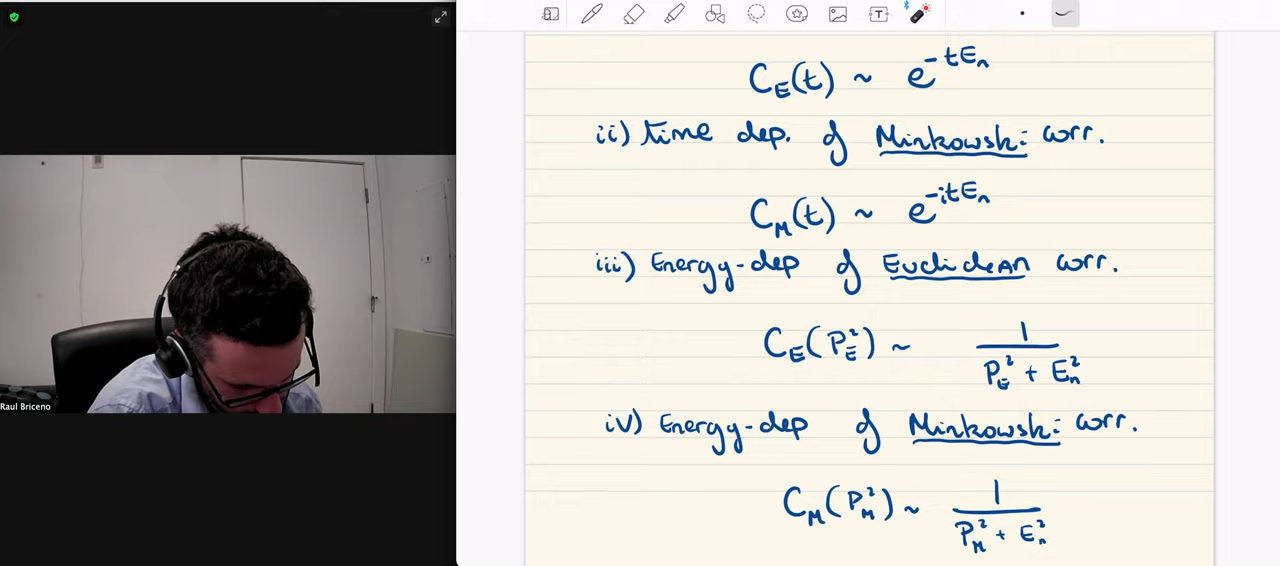 C_E(t) ~ e^{-tE_n}
ii) time dep. of Minkowski corr.
C_M(t) ~ e^{-itE_n}
iii) Energy-dep of Euclidean corr.
C_E(P_E^2) ~ 1 / (P_E^2 + E_n^2)
iv) Energy-dep of Minkowski corr.
C_M(P_M^2) ~ 1 / (P_M^2 + E_n^2)
Raul Briceno